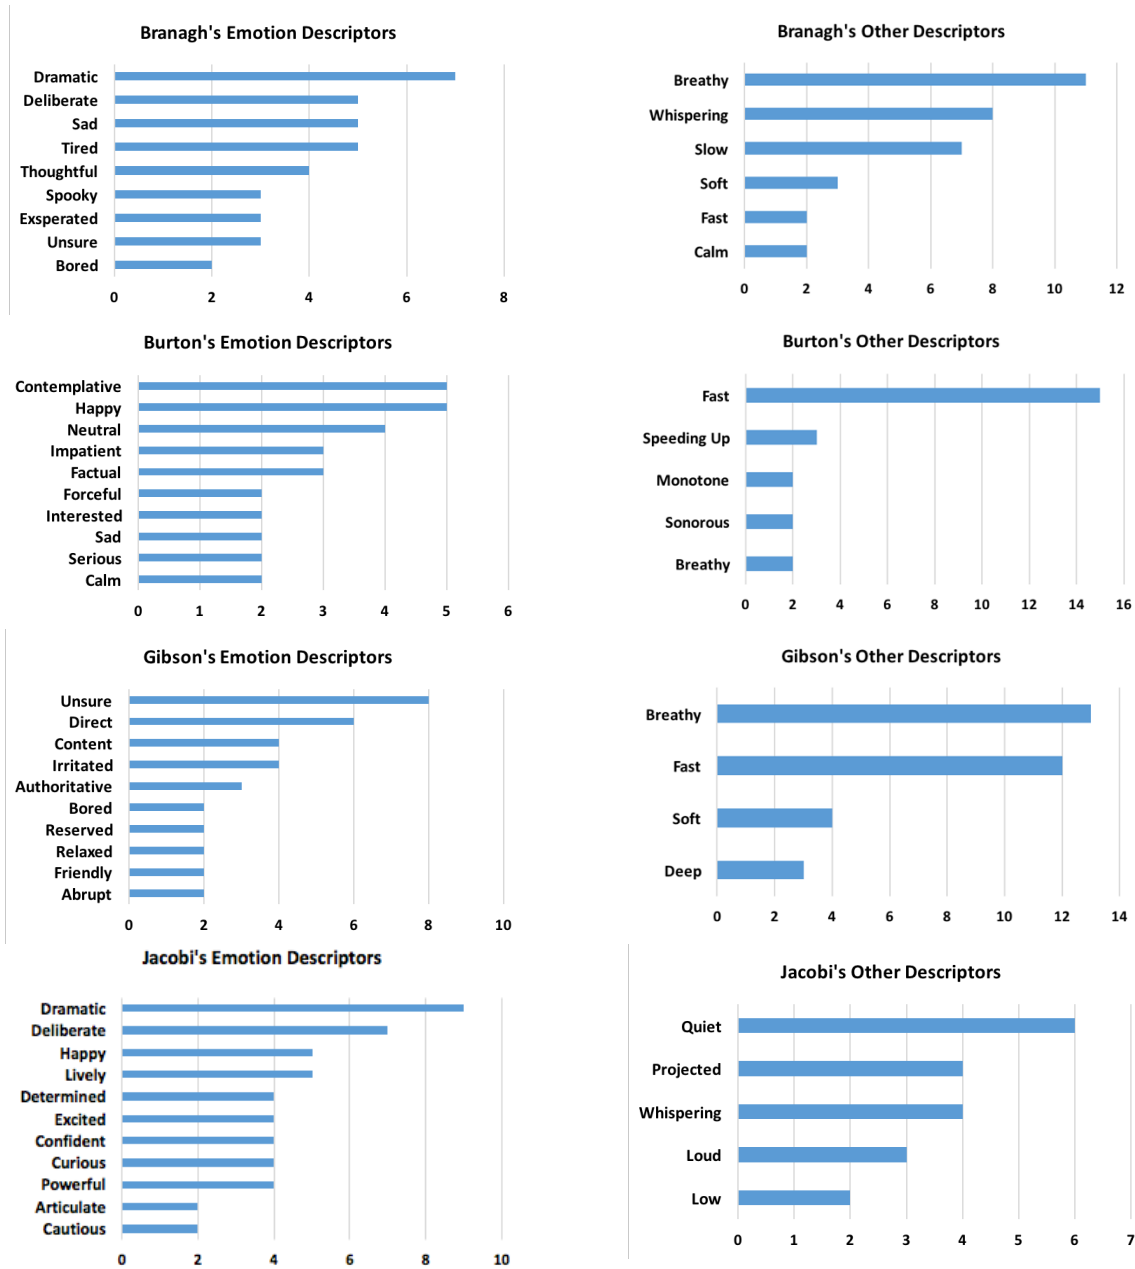 Branagh's Emotion Descriptors
Dramatic
Deliberate
Sad
Tired
Thoughtful
Spooky
Exsperated
Unsure
Bored
0 2 4 6 8
Branagh's Other Descriptors
Breathy
Whispering
Slow
Soft
Fast
Calm
0 2 4 6 8 10 12
Burton's Emotion Descriptors
Contemplative
Happy
Neutral
Impatient
Factual
Forceful
Interested
Sad
Serious
Calm
0 1 2 3 4 5 6
Burton's Other Descriptors
Fast
Speeding Up
Monotone
Sonorous
Breathy
0 2 4 6 8 10 12 14 16
Gibson's Emotion Descriptors
Unsure
Direct
Content
Irritated
Authoritative
Bored
Reserved
Relaxed
Friendly
Abrupt
0 2 4 6 8 10
Gibson's Other Descriptors
Breathy
Fast
Soft
Deep
0 2 4 6 8 10 12 14
Jacobi's Emotion Descriptors
Dramatic
Deliberate
Happy
Lively
Determined
Excited
Confident
Curious
Powerful
Articulate
Cautious
0 2 4 6 8 10
Jacobi's Other Descriptors
Quiet
Projected
Whispering
Loud
Low
0 1 2 3 4 5 6 7